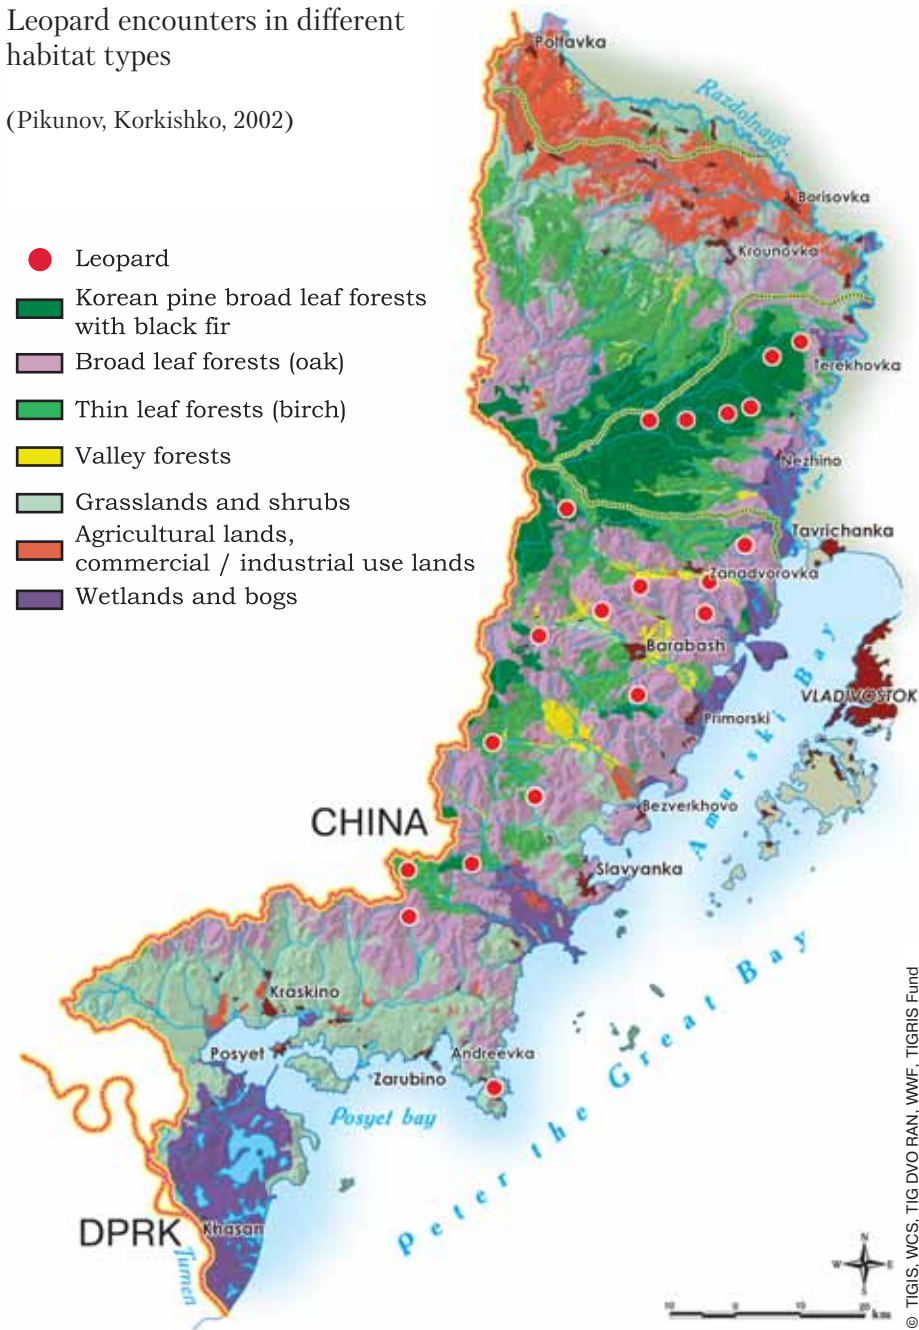 Leopard encounters in different
habitat types
(Pikunov, Korkishko, 2002)
Leopard
Korean pine broad leaf forests
with black fir
Broad leaf forests (oak)
Thin leaf forests (birch)
Valley forests
Grasslands and shrubs
Agricultural lands,
commercial / industrial use lands
Wetlands and bogs
Poltavka
Razdolnaya
Borisovka
Krounovka
Terekhovka
Nezhino
Tavrichanka
Zanadvorovka
Barabash
VLADIVOSTOK
Primorski
Amurski Bay
Bezverkhovo
CHINA
Slavyanka
Peter the Great Bay
Kraskino
Posyet
Andreevka
Zarubino
Posyet bay
DPRK
Khasan
Tumen
N
W E
S
10 0 10 20 km
© TIGIS, WCS, TIG DVO RAN, WWF, TIGRIS Fund